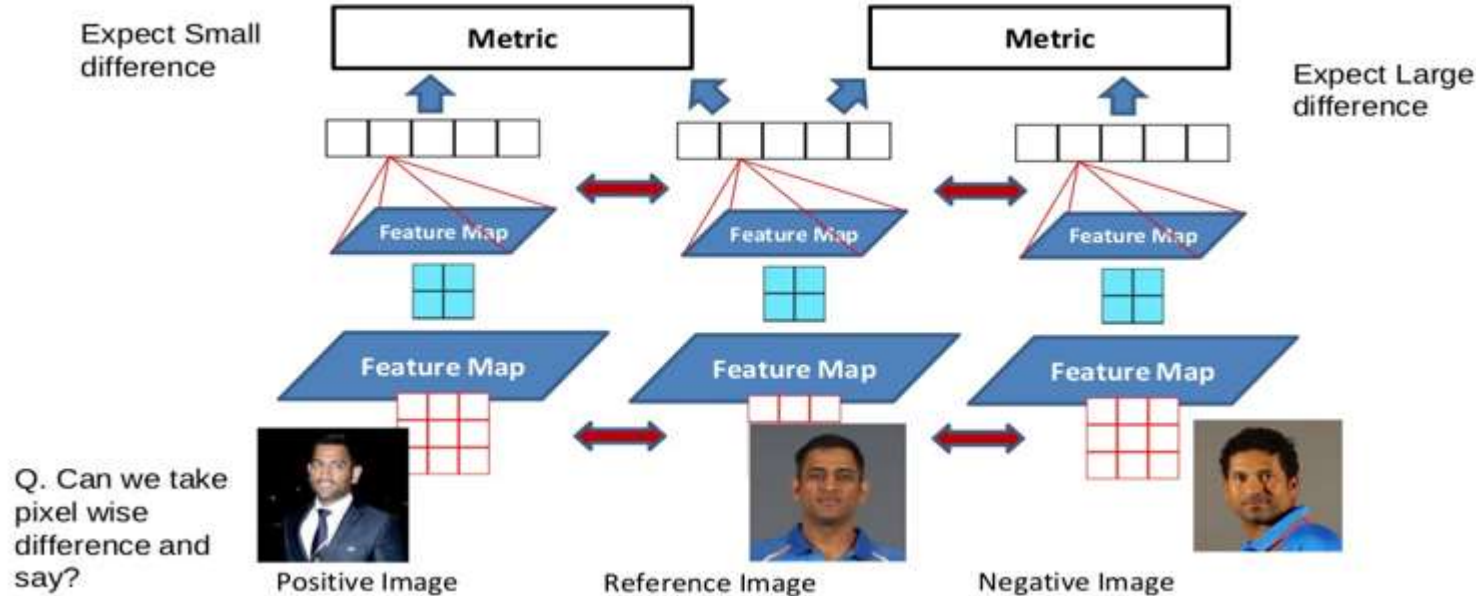 Expect Small
difference
Metric
Metric
Expect Large
difference
Feature Map
Feature Map
Feature Map
Feature Map
Feature Map
Feature Map
Q. Can we take
pixel wise
difference and
say?
Positive Image
Reference Image
Negative Image